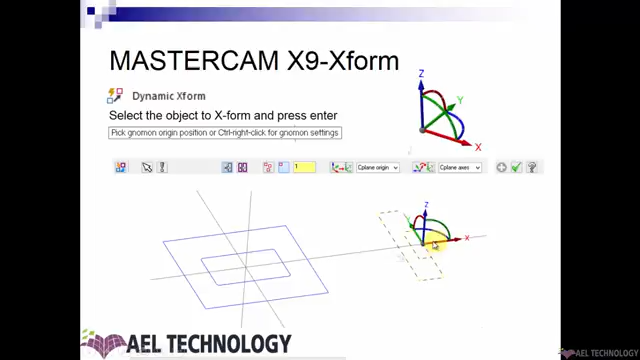 MASTERCAM X9-Xform
Dynamic Xform
Select the object to X-form and press enter
Pick gnomon origin position or Ctrl-right-click for gnomon settings
Z
Y
X
1
Cplane origin
Cplane axes
Z
X
AEL TECHNOLOGY
AEL TECHNOLOGY